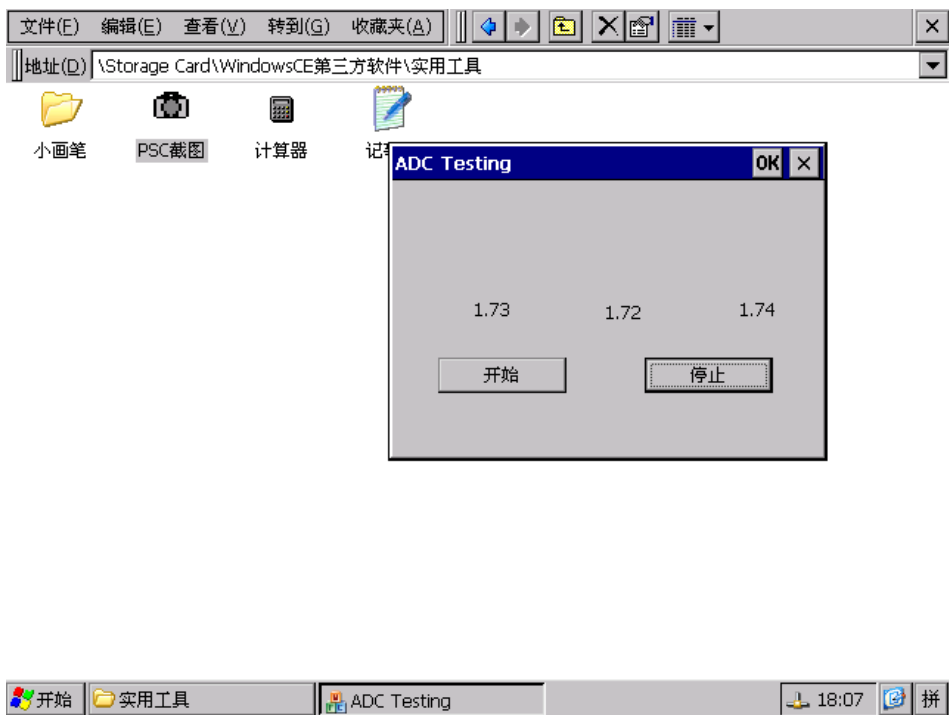 文件(F) 编辑(E) 查看(V) 转到(G) 收藏夹(A)
地址(D) \Storage Card\WindowsCE第三方软件\实用工具
小画笔 PSC截图 计算器
ADC Testing OK
1.73 1.72 1.74
开始 停止
开始 实用工具 ADC Testing 18:07 拼